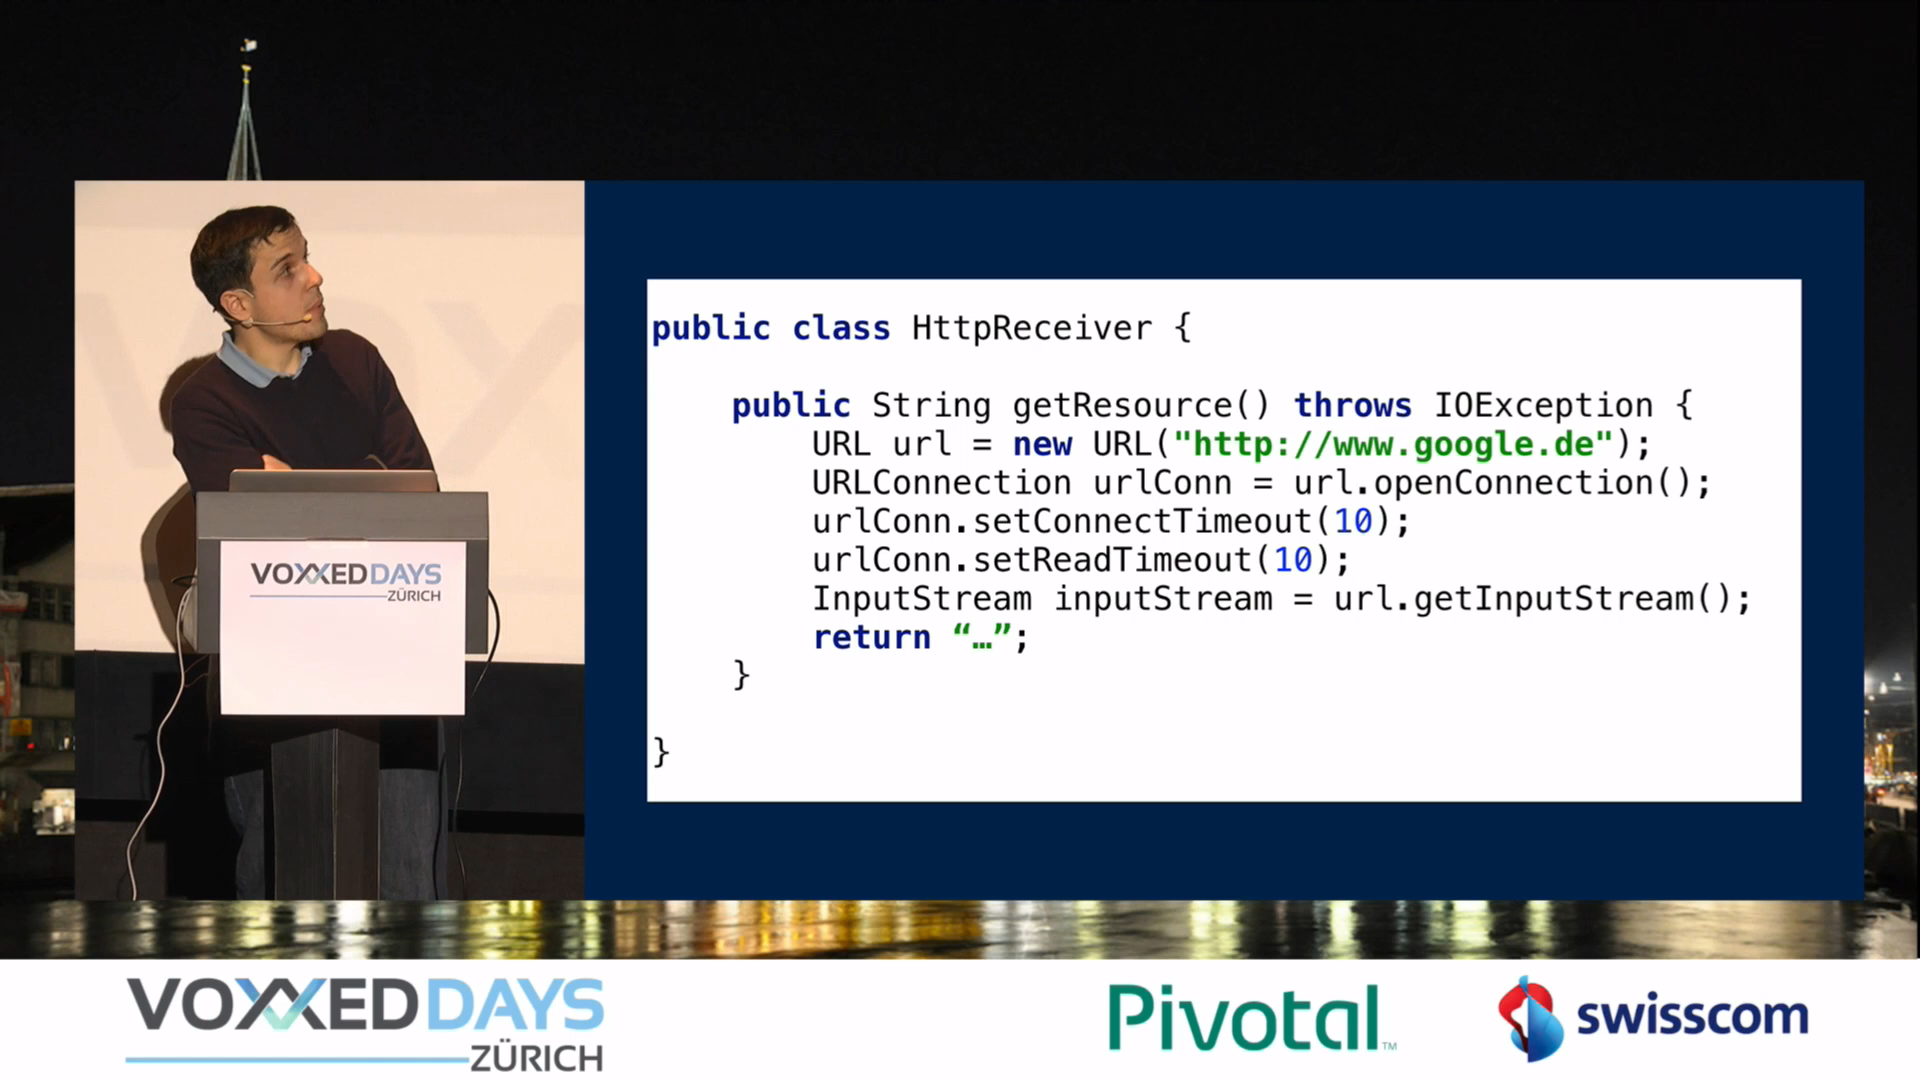 public class HttpReceiver {
public String getResource() throws IOException {
URL url = new URL("http://www.google.de");
URLConnection urlConn = url.openConnection();
urlConn.setConnectTimeout(10);
urlConn.setReadTimeout(10);
InputStream inputStream = url.getInputStream();
return “…”;
}
}
VOXXED DAYS
ZÜRICH
VOXXED DAYS
ZÜRICH
Pivotal™
swisscom